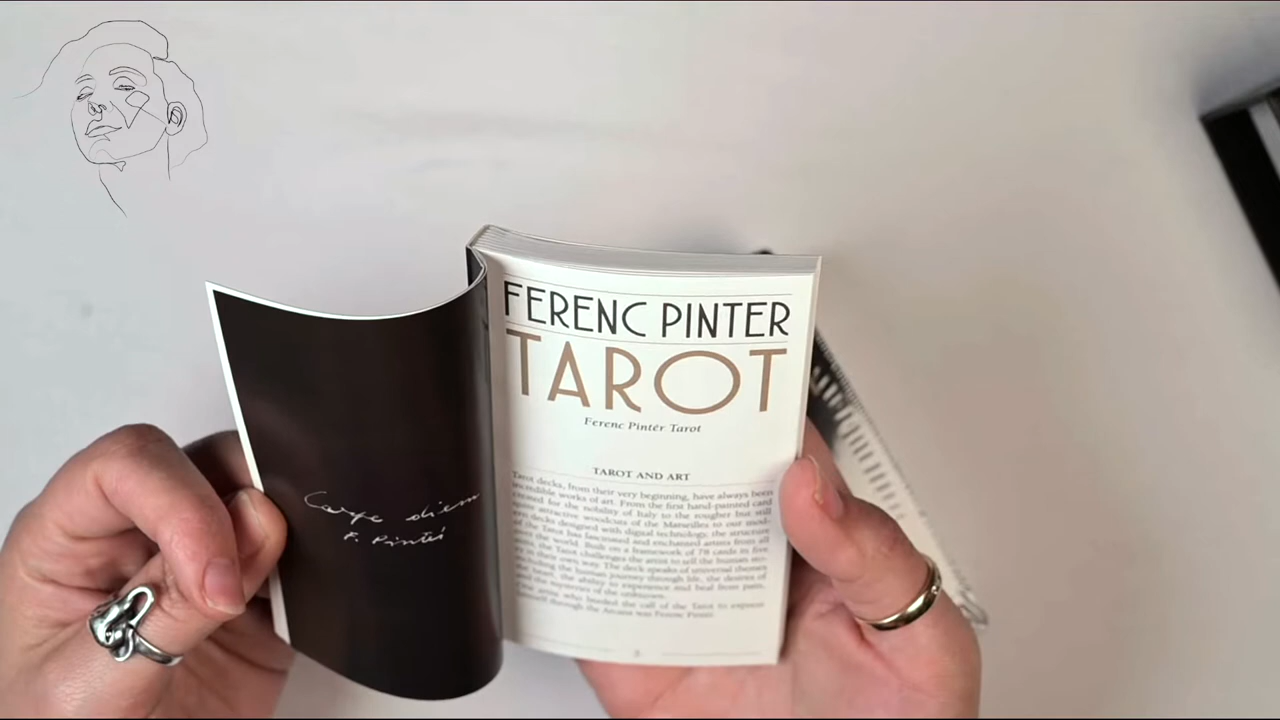 Carpe diem
F. Pintér
FERENC PINTER
TAROT
Ferenc Pintér Tarot
TAROT AND ART
Tarot decks, from their very beginning, have always been
incredible works of art. From the first hand-painted card
created for the nobility of Italy to the rougher but still
quite attractive woodcuts of the Marseilles to our mod-
ern decks designed with digital technology, the structure
of the Tarot has fascinated and enchanted artists from all
over the world. Built on a framework of 78 cards in five
the Tarot challenges the artist to tell the human sto-
ry in their own way. The deck speaks of universal themes
including the human journey through life, the desires of
the heart, the ability to experience and heal from pain,
and the mysteries of the unknown.
One artist who heeded the call of the Tarot to express
himself through the Arcana was Ferenc Pintér.